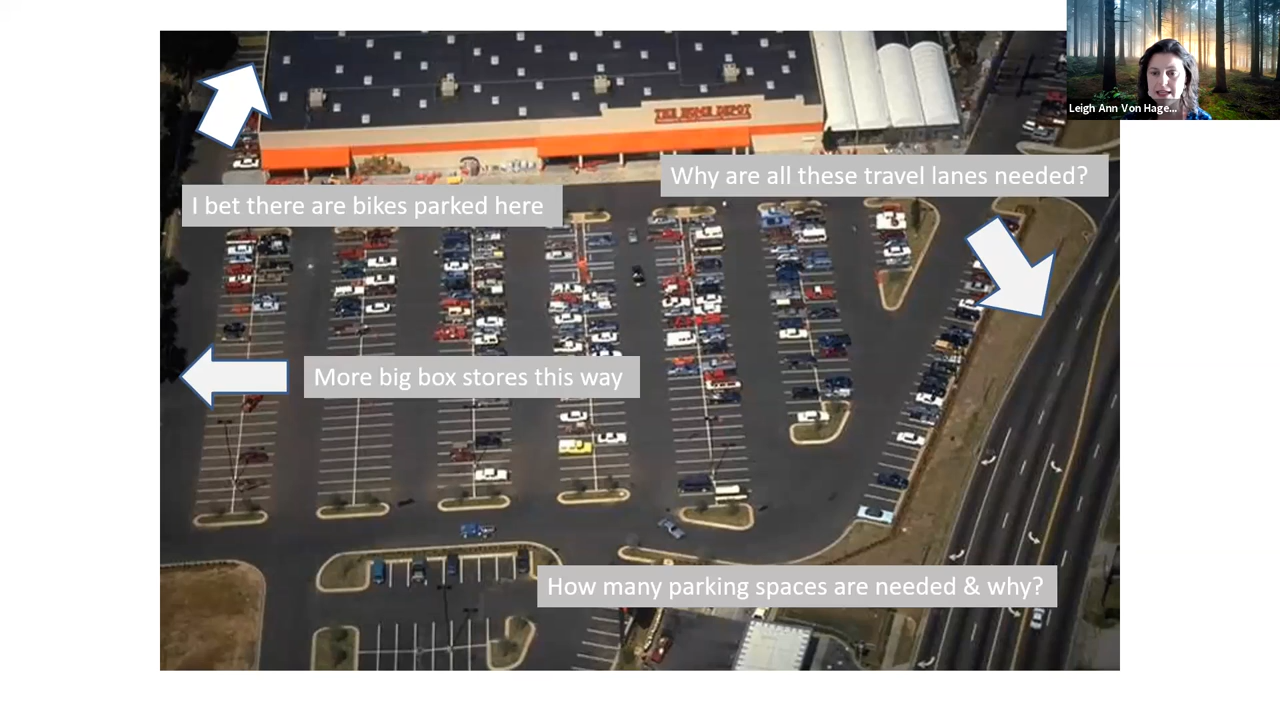 Leigh Ann Von Hage...
THE HOME DEPOT
Why are all these travel lanes needed?
I bet there are bikes parked here
More big box stores this way
How many parking spaces are needed & why?